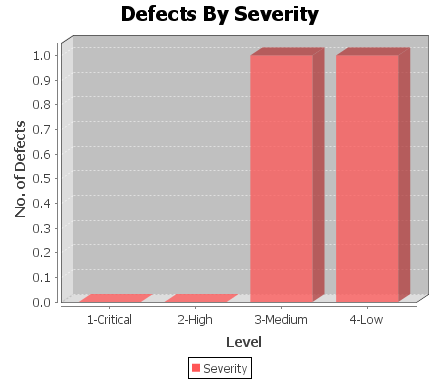 Defects By Severity
1.0
0.9
0.8
0.7
0.6
0.5
0.4
0.3
0.2
0.1
0.0
No. of Defects
1-Critical 2-High 3-Medium 4-Low
Level
Severity